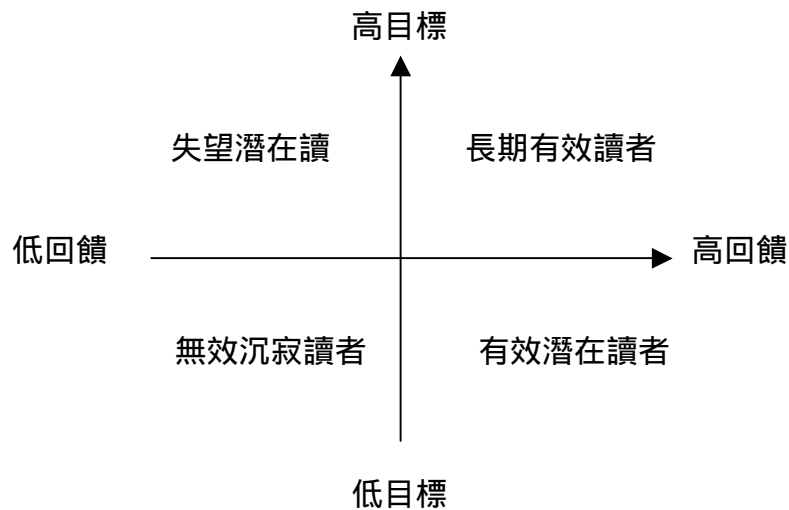 高目標
失望潛在讀
長期有效讀者
低回饋
高回饋
無效沉寂讀者
有效潛在讀者
低目標